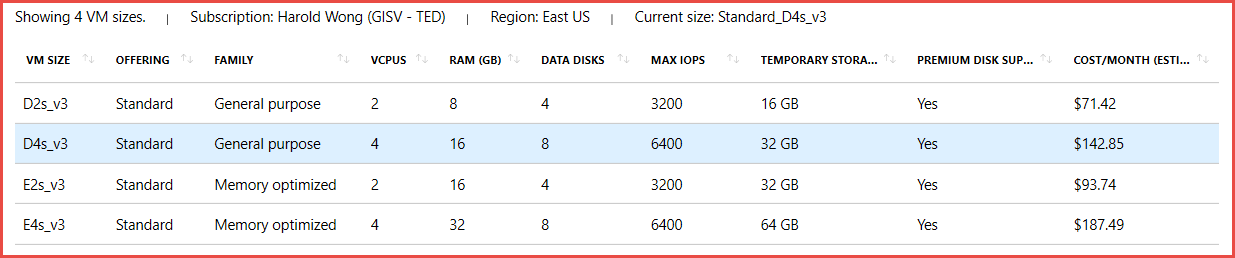 Showing 4 VM sizes. | Subscription: Harold Wong (GISV - TED) | Region: East US | Current size: Standard_D4s_v3
VM SIZE OFFERING FAMILY VCPUS RAM (GB) DATA DISKS MAX IOPS TEMPORARY STORA... PREMIUM DISK SUP... COST/MONTH (ESTI...
D2s_v3 Standard General purpose 2 8 4 3200 16 GB Yes $71.42
D4s_v3 Standard General purpose 4 16 8 6400 32 GB Yes $142.85
E2s_v3 Standard Memory optimized 2 16 4 3200 32 GB Yes $93.74
E4s_v3 Standard Memory optimized 4 32 8 6400 64 GB Yes $187.49